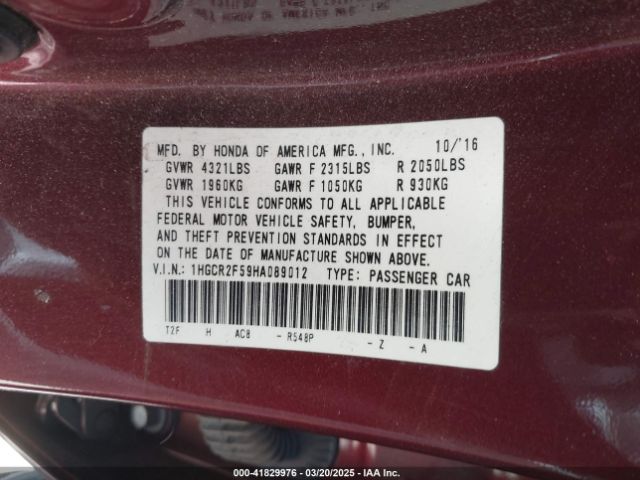 MFD. BY HONDA OF AMERICA MFG., INC. 10/'16
GVWR 4321LBS GAWR F 2315LBS R 2050LBS
GVWR 1960KG GAWR F 1050KG R 930KG
THIS VEHICLE CONFORMS TO ALL APPLICABLE
FEDERAL MOTOR VEHICLE SAFETY, BUMPER,
AND THEFT PREVENTION STANDARDS IN EFFECT
ON THE DATE OF MANUFACTURE SHOWN ABOVE.
V.I.N.: 1HGCR2F59HA089012 TYPE: PASSENGER CAR
T2F H AC8 - R548P - Z - A
000-41829976 - 03/20/2025 - IAA Inc.